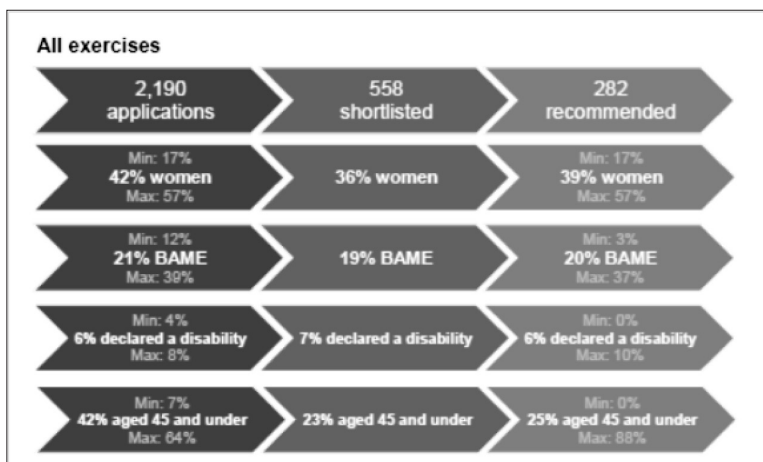 All exercises
2,190
applications
558
shortlisted
282
recommended
Min: 17%
42% women
Max: 57%
36% women
Min: 17%
39% women
Max: 57%
Min: 12%
21% BAME
Max: 39%
19% BAME
Min: 3%
20% BAME
Max: 37%
Min: 4%
6% declared a disability
Max: 8%
7% declared a disability
Min: 0%
6% declared a disability
Max: 10%
Min: 7%
42% aged 45 and under
Max: 64%
23% aged 45 and under
Min: 0%
25% aged 45 and under
Max: 88%